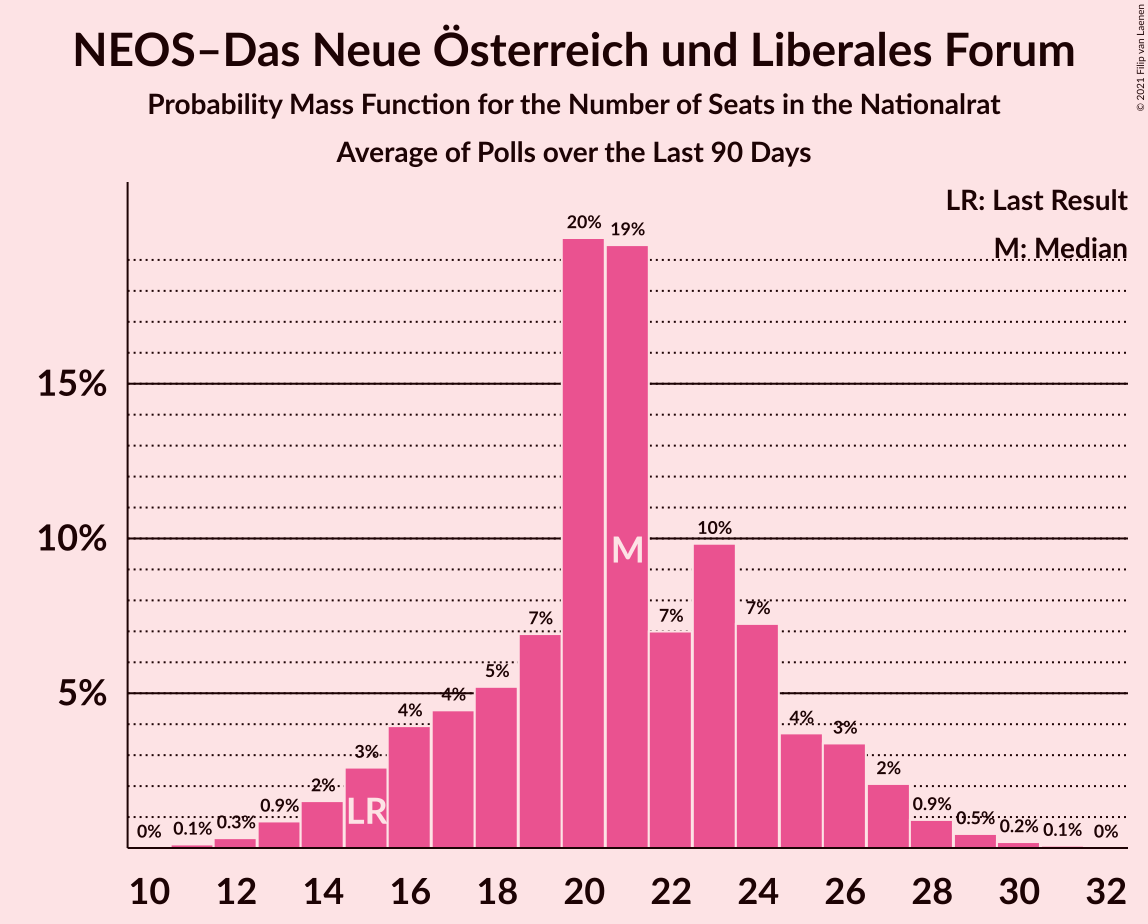 NEOS–Das Neue Österreich und Liberales Forum
Probability Mass Function for the Number of Seats in the Nationalrat
Average of Polls over the Last 90 Days
© 2021 Filip van Laenen
LR: Last Result
M: Median
15%
10%
5%
0%
0.1%
0.3%
0.9%
2%
3%
4%
4%
5%
7%
20%
19%
7%
10%
7%
4%
3%
2%
0.9%
0.5%
0.2%
0.1%
0%
LR
M
10 12 14 16 18 20 22 24 26 28 30 32